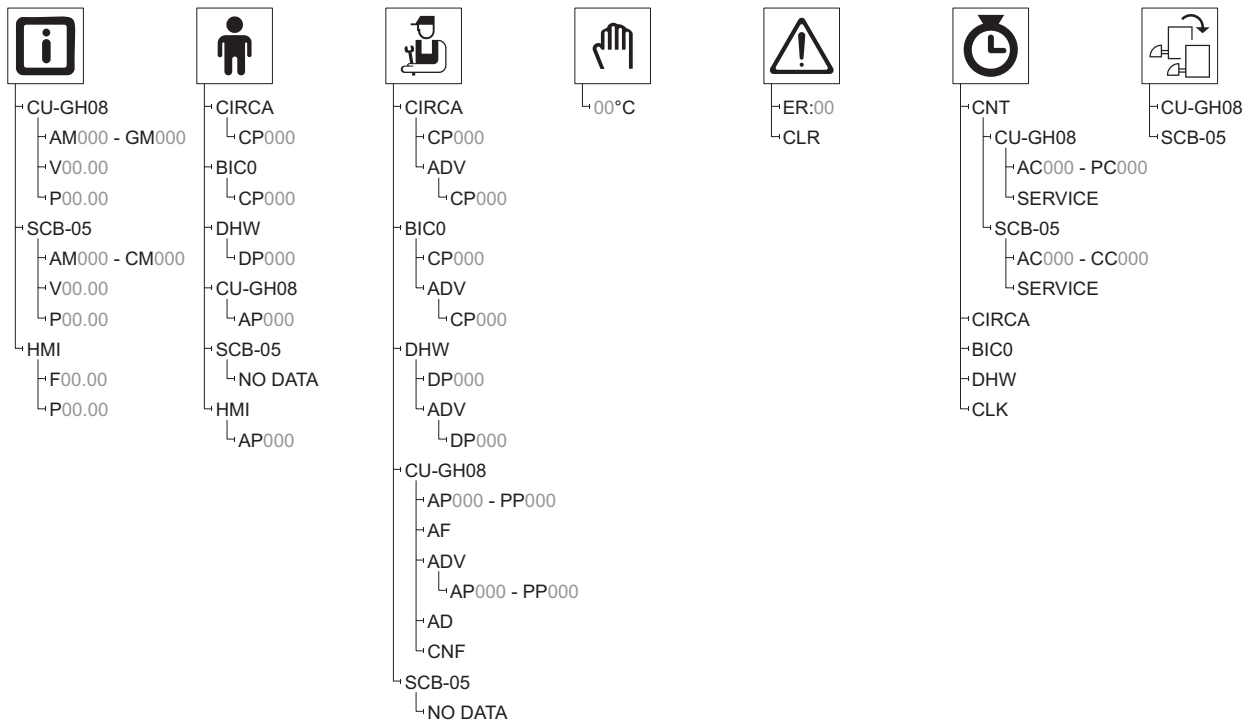 CU-GH08
AM000 - GM000
V00.00
P00.00
SCB-05
AM000 - CM000
V00.00
P00.00
HMI
F00.00
P00.00
CIRCA
CP000
BIC0
CP000
DHW
DP000
CU-GH08
AP000
SCB-05
NO DATA
HMI
AP000
CIRCA
CP000
ADV
CP000
BIC0
CP000
ADV
CP000
DHW
DP000
ADV
DP000
CU-GH08
AP000 - PP000
AF
ADV
AP000 - PP000
AD
CNF
SCB-05
NO DATA
00°C
ER:00
CLR
CNT
CU-GH08
AC000 - PC000
SERVICE
SCB-05
AC000 - CC000
SERVICE
CIRCA
BIC0
DHW
CLK
CU-GH08
SCB-05